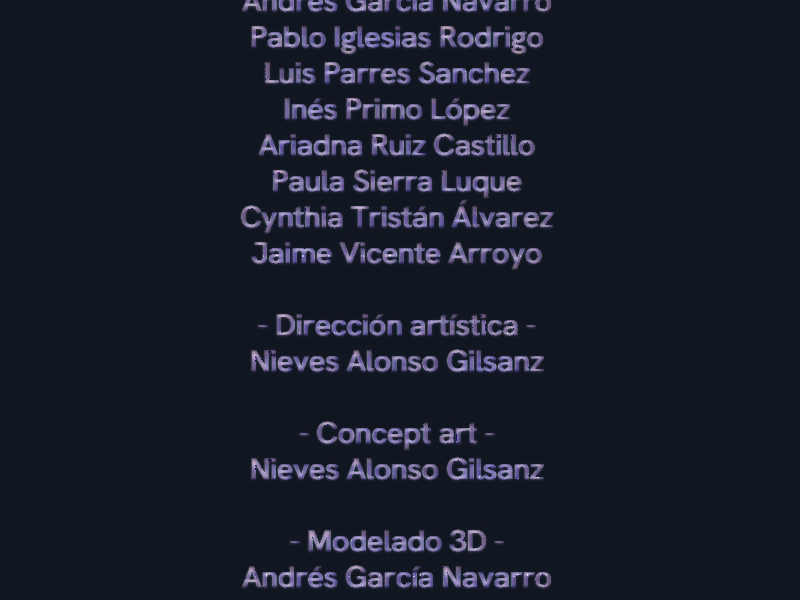 Andrés García Navarro
Pablo Iglesias Rodrigo
Luis Parres Sanchez
Inés Primo López
Ariadna Ruiz Castillo
Paula Sierra Luque
Cynthia Tristán Álvarez
Jaime Vicente Arroyo
- Dirección artística -
Nieves Alonso Gilsanz
- Concept art -
Nieves Alonso Gilsanz
- Modelado 3D -
Andrés García Navarro